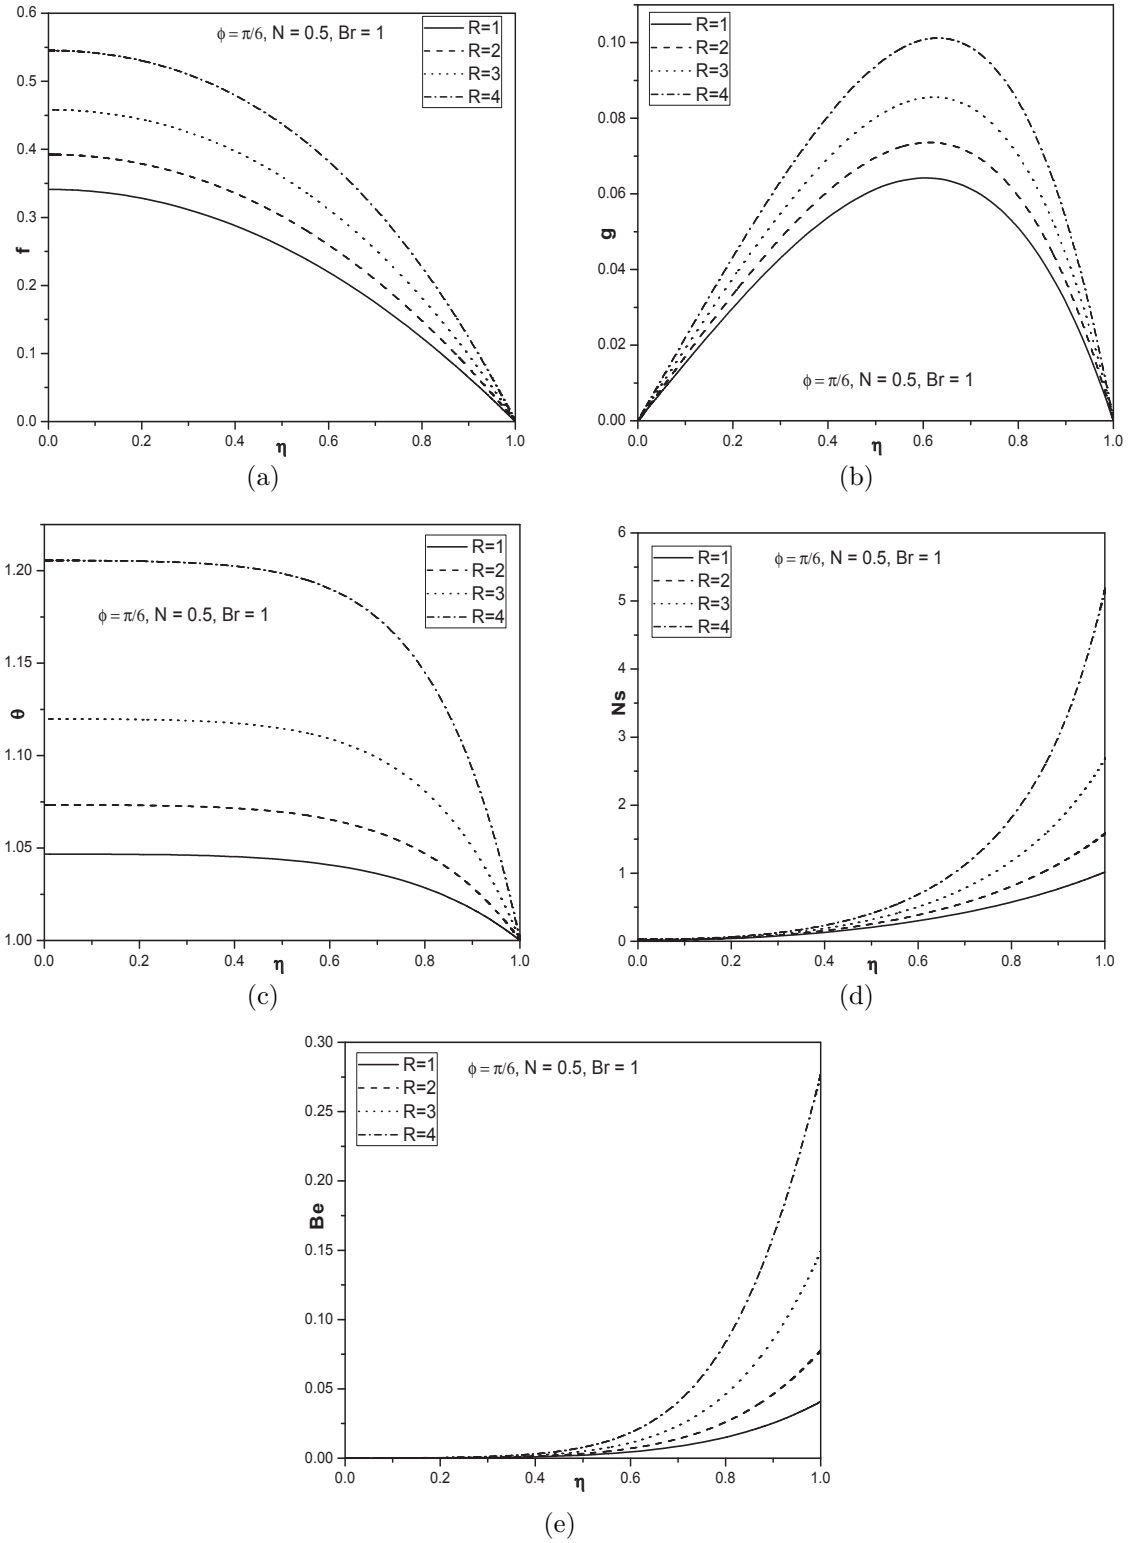 0.6
0.5
0.4
0.3
0.2
0.1
0.0
f
ϕ = π/6, N = 0.5, Br = 1
R=1
R=2
R=3
R=4
0.0 0.2 0.4 0.6 0.8 1.0
η
(a)
R=1
R=2
R=3
R=4
0.10
0.08
0.06
0.04
0.02
0.00
g
ϕ = π/6, N = 0.5, Br = 1
0.0 0.2 0.4 0.6 0.8 1.0
η
(b)
1.20
1.15
1.10
1.05
1.00
θ
R=1
R=2
R=3
R=4
ϕ = π/6, N = 0.5, Br = 1
0.0 0.2 0.4 0.6 0.8 1.0
η
(c)
6
5
4
3
2
1
0
Ns
R=1
R=2
R=3
R=4
ϕ = π/6, N = 0.5, Br = 1
0.0 0.2 0.4 0.6 0.8 1.0
η
(d)
0.30
0.25
0.20
0.15
0.10
0.05
0.00
Be
R=1
R=2
R=3
R=4
ϕ = π/6, N = 0.5, Br = 1
0.0 0.2 0.4 0.6 0.8 1.0
η
(e)